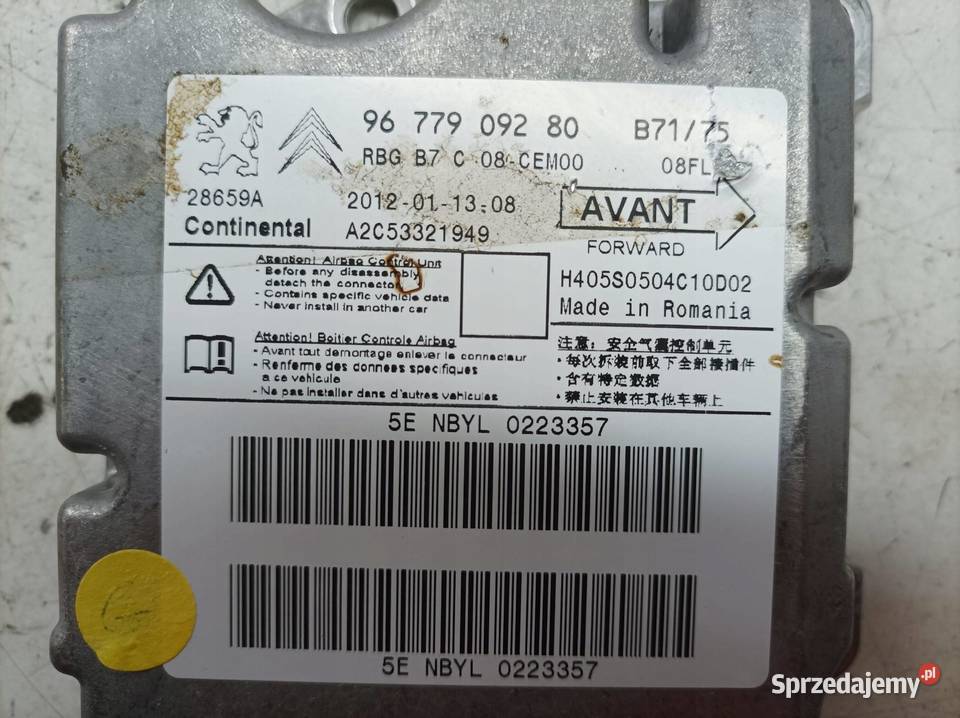 96 779 092 80 B71/75
RBG B7 C 08-CEM00 08FL
28659A 2012-01-13.08 AVANT
Continental A2C53321949 FORWARD
Attention! Airbag Control Unit
- Before any disassembly
detach the connector
- Contains specific vehicle data
- Never install in another car
H405S0504C10D02
Made in Romania
Attention! Boitier Controle Airbag
- Avant tout demontage enlever le connecteur
- Renferme des donnees specifiques
a ce vehicule
- Ne pas installer dans d'autres vehicules
注意: 安全气囊控制单元
· 每次拆装前取下全部接插件
· 含有特定数据
· 禁止安装在其他车辆上
5E NBYL 0223357
5E NBYL 0223357
Sprzedajemy.pl